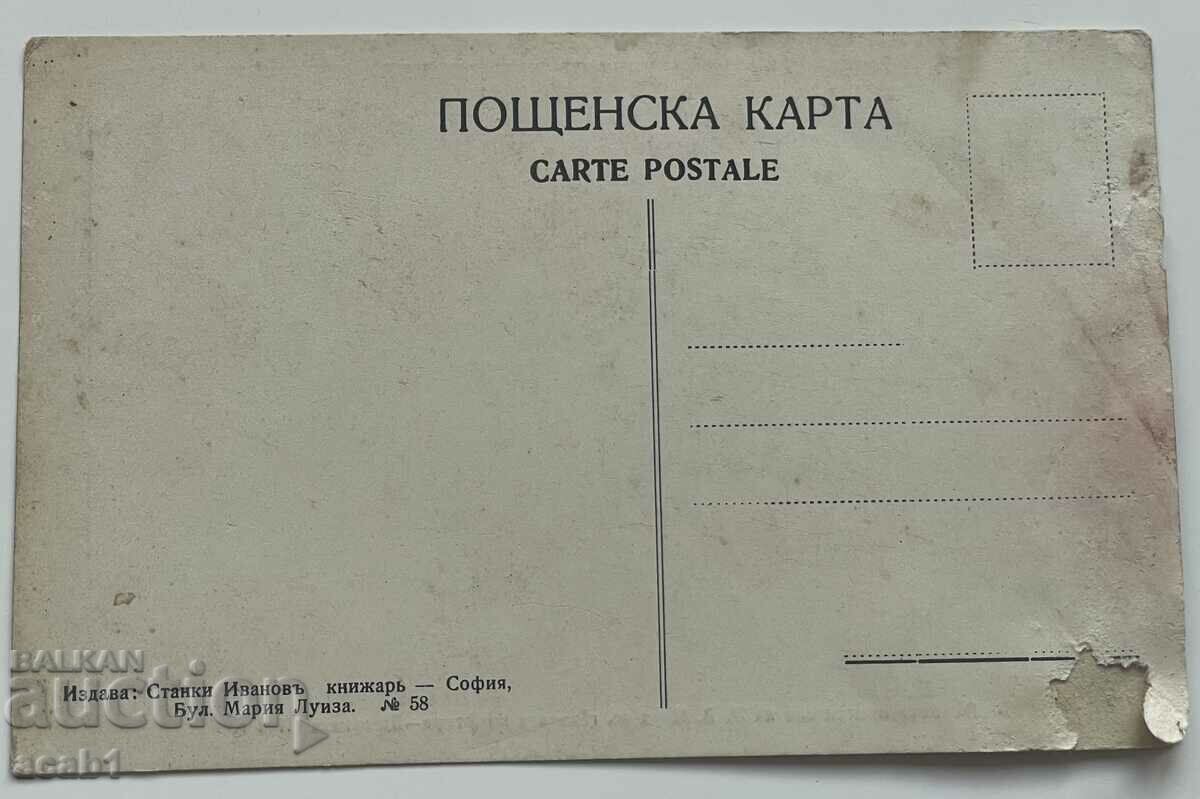 ПОЩЕНСКА КАРТА
CARTE POSTALE
Издава: Станки Ивановъ книжарь — София,
Бул. Мария Луиза. № 58
BALKAN
auction
acab1